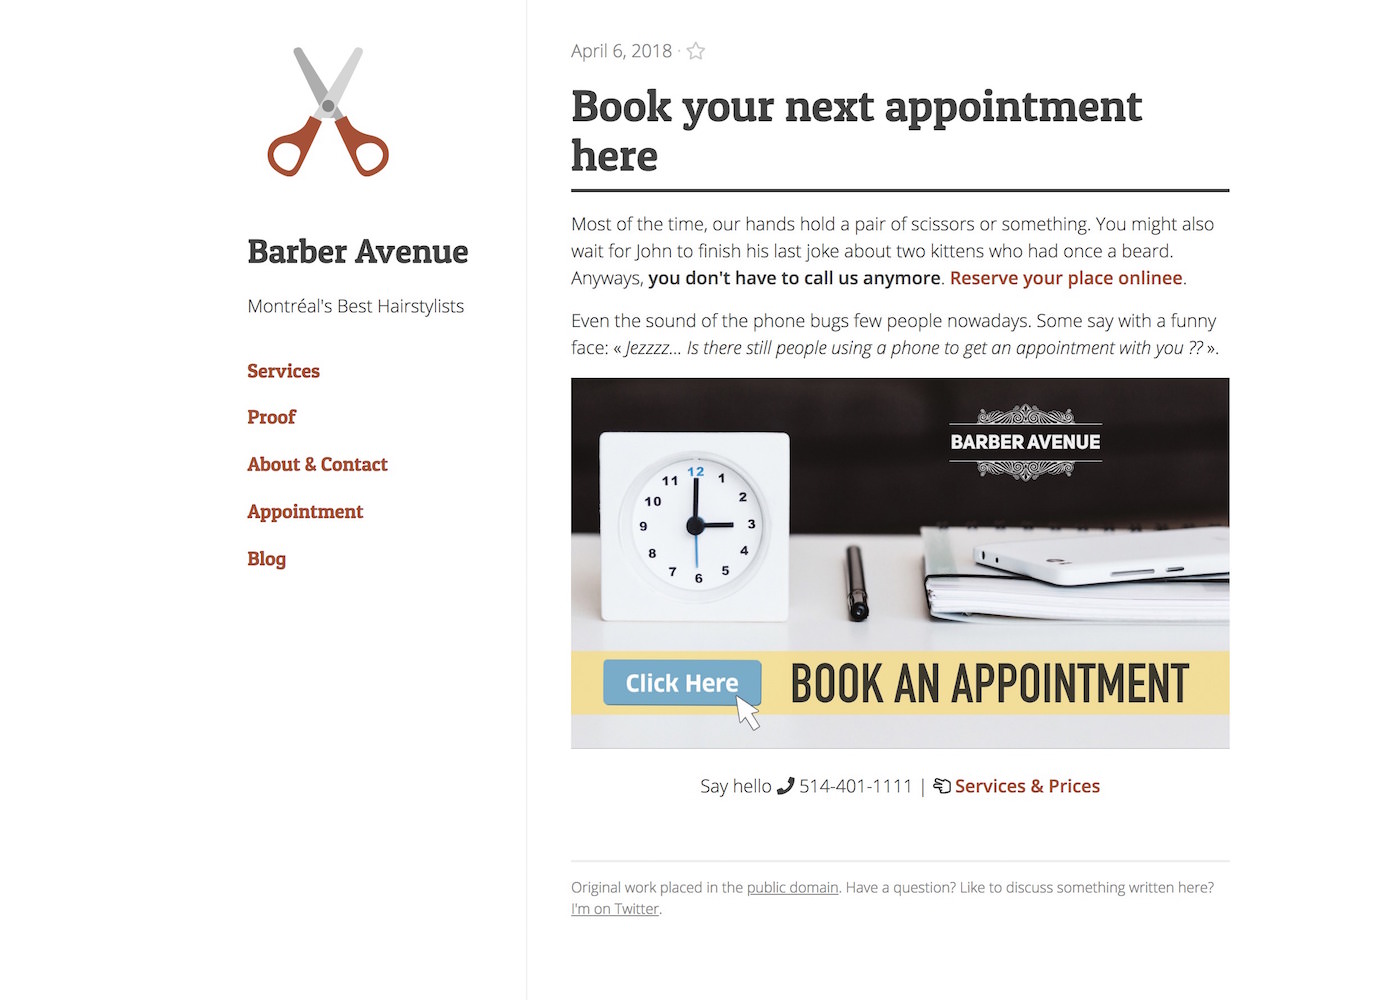 Barber Avenue
Montréal's Best Hairstylists
Services
Proof
About & Contact
Appointment
Blog
April 6, 2018 ·
Book your next appointment
here
Most of the time, our hands hold a pair of scissors or something. You might also
wait for John to finish his last joke about two kittens who had once a beard.
Anyways, you don't have to call us anymore. Reserve your place onlinee.
Even the sound of the phone bugs few people nowadays. Some say with a funny
face: « Jezzzz... Is there still people using a phone to get an appointment with you ?? ».
BARBER AVENUE
12
11 1
10 2
9 3
8 4
7 5
6
Click Here BOOK AN APPOINTMENT
Say hello 514-401-1111 | Services & Prices
Original work placed in the public domain. Have a question? Like to discuss something written here?
I'm on Twitter.